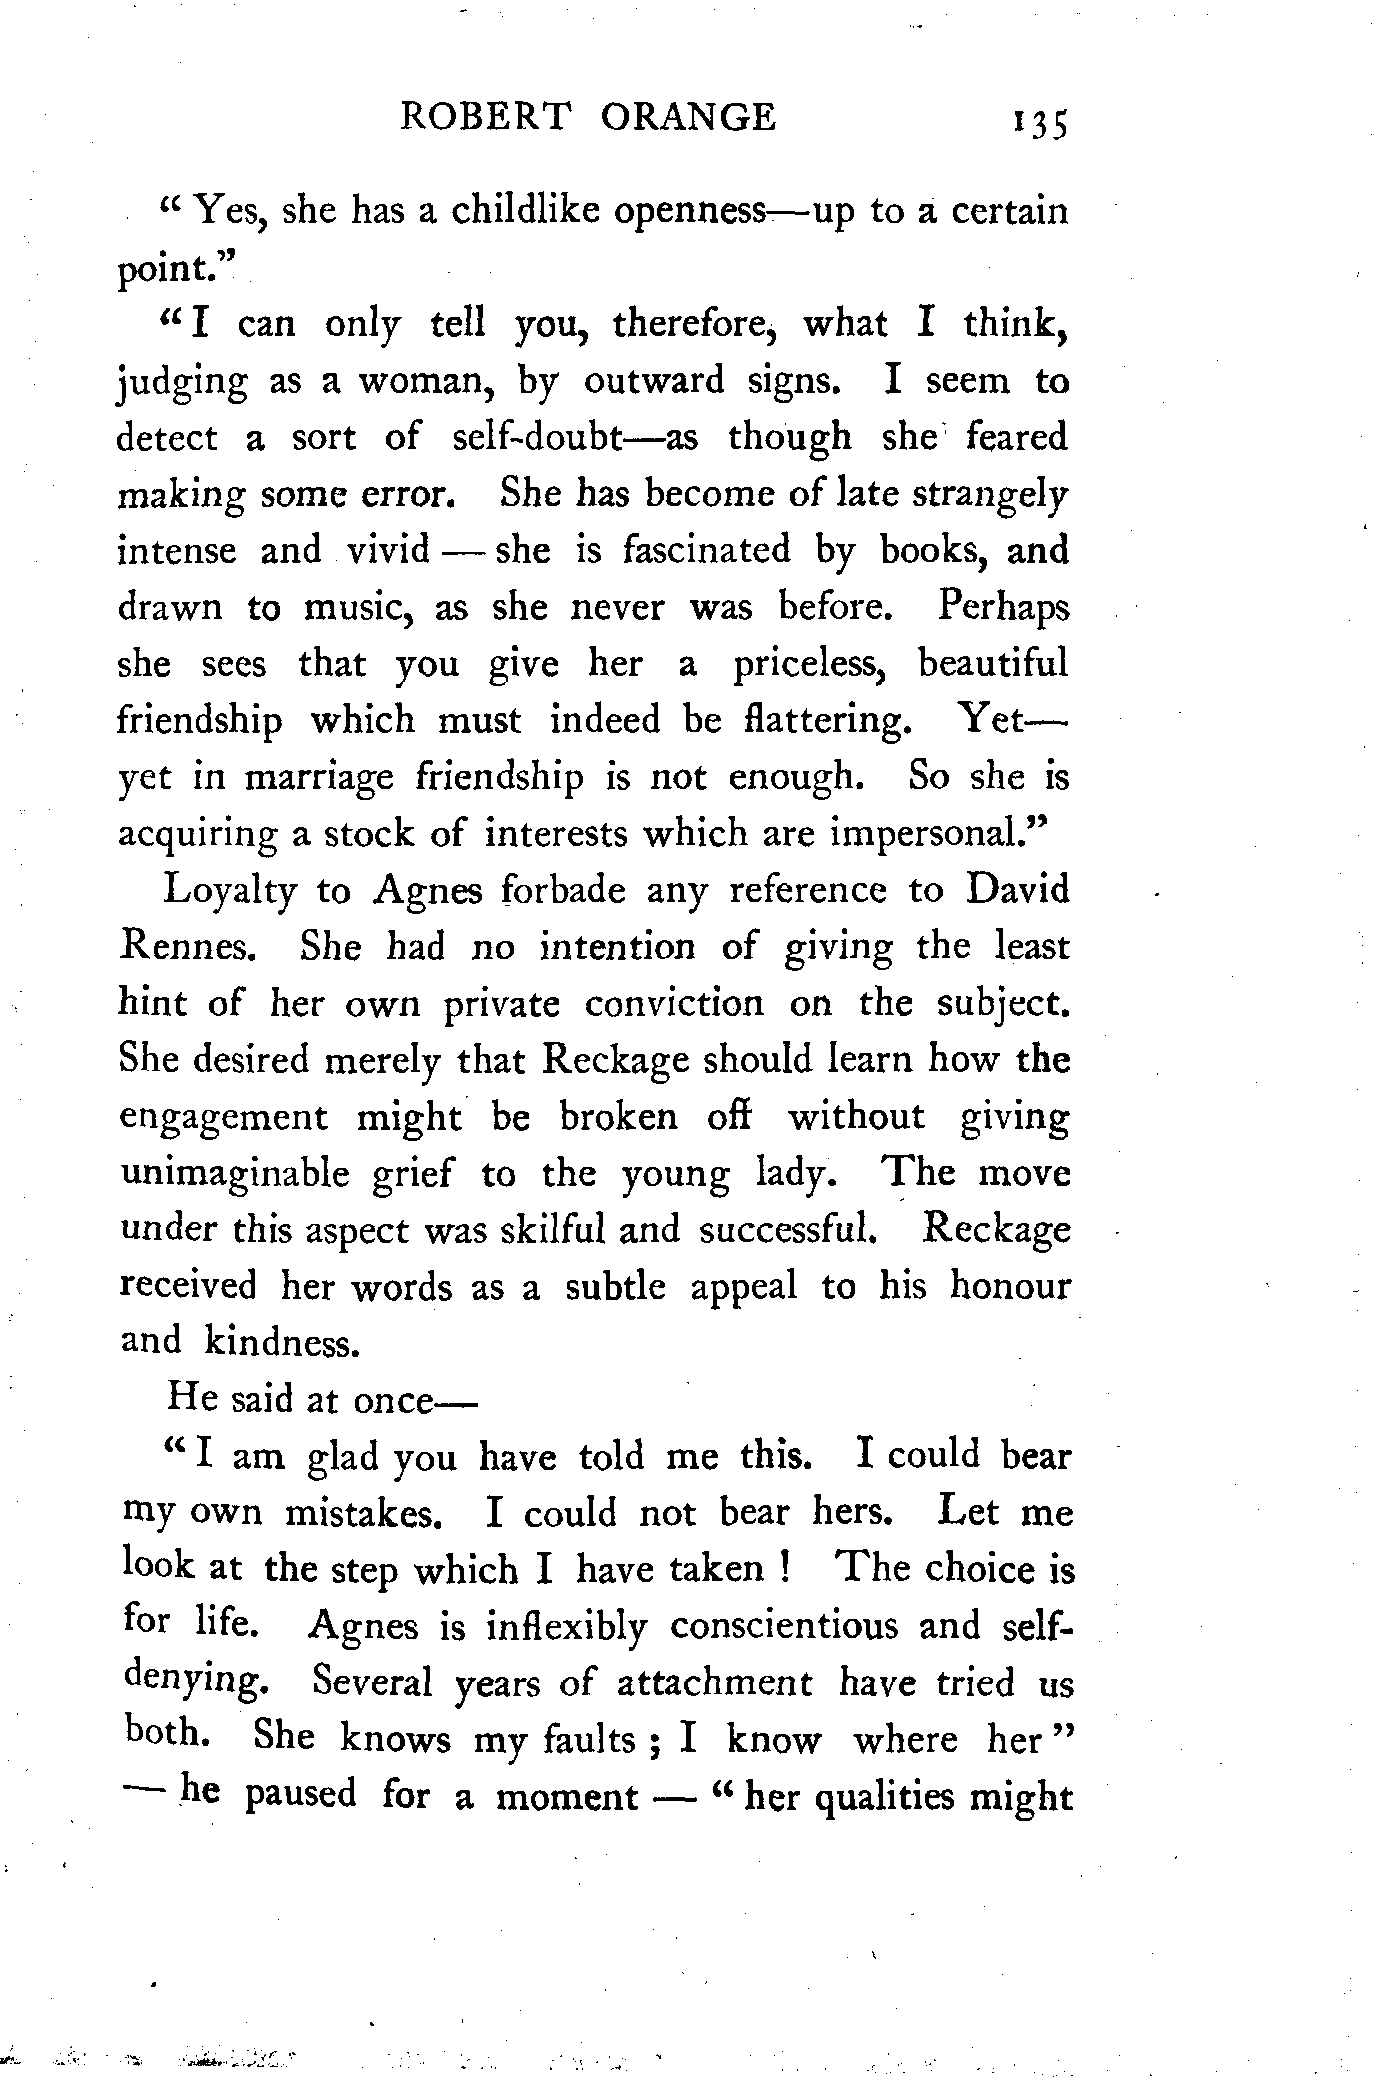 ROBERT ORANGE 135
“ Yes, she has a childlike openness—up to a certain
point.”
“ I can only tell you, therefore, what I think,
judging as a woman, by outward signs. I seem to
detect a sort of self-doubt—as though she feared
making some error. She has become of late strangely
intense and vivid — she is fascinated by books, and
drawn to music, as she never was before. Perhaps
she sees that you give her a priceless, beautiful
friendship which must indeed be flattering. Yet—
yet in marriage friendship is not enough. So she is
acquiring a stock of interests which are impersonal.”
Loyalty to Agnes forbade any reference to David
Rennes. She had no intention of giving the least
hint of her own private conviction on the subject.
She desired merely that Reckage should learn how the
engagement might be broken off without giving
unimaginable grief to the young lady. The move
under this aspect was skilful and successful. Reckage
received her words as a subtle appeal to his honour
and kindness.
He said at once—
“ I am glad you have told me this. I could bear
my own mistakes. I could not bear hers. Let me
look at the step which I have taken ! The choice is
for life. Agnes is inflexibly conscientious and self-
denying. Several years of attachment have tried us
both. She knows my faults ; I know where her ”
— he paused for a moment — “ her qualities might